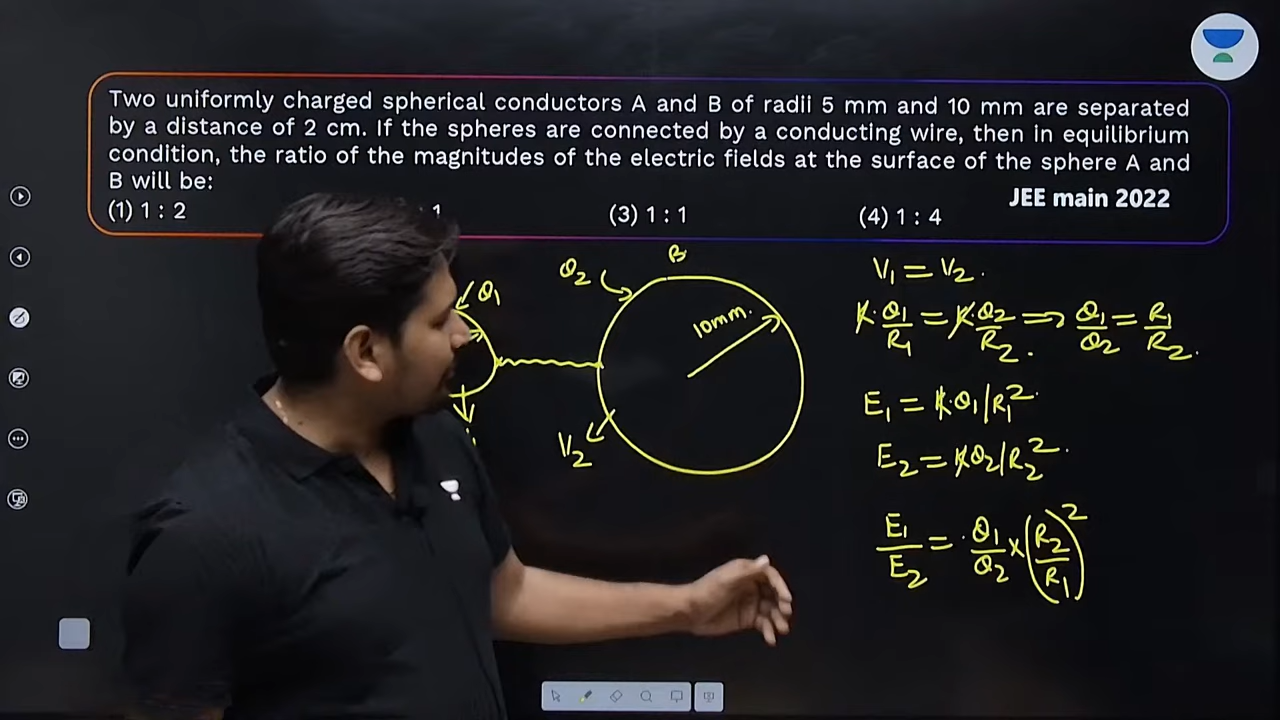 Two uniformly charged spherical conductors A and B of radii 5 mm and 10 mm are separated
by a distance of 2 cm. If the spheres are connected by a conducting wire, then in equilibrium
condition, the ratio of the magnitudes of the electric fields at the surface of the sphere A and
B will be:
JEE main 2022
(1) 1 : 2 1 (3) 1 : 1 (4) 1 : 4
Q₁
Q₂
B
10mm.
V₂
V₁ = V₂.
K·Q₁/R₁ = K·Q₂/R₂. ⇒ Q₁/Q₂ = R₁/R₂.
E₁ = K·Q₁/R₁²
E₂ = KQ₂/R₂².
E₁/E₂ = Q₁/Q₂ × (R₂/R₁)²